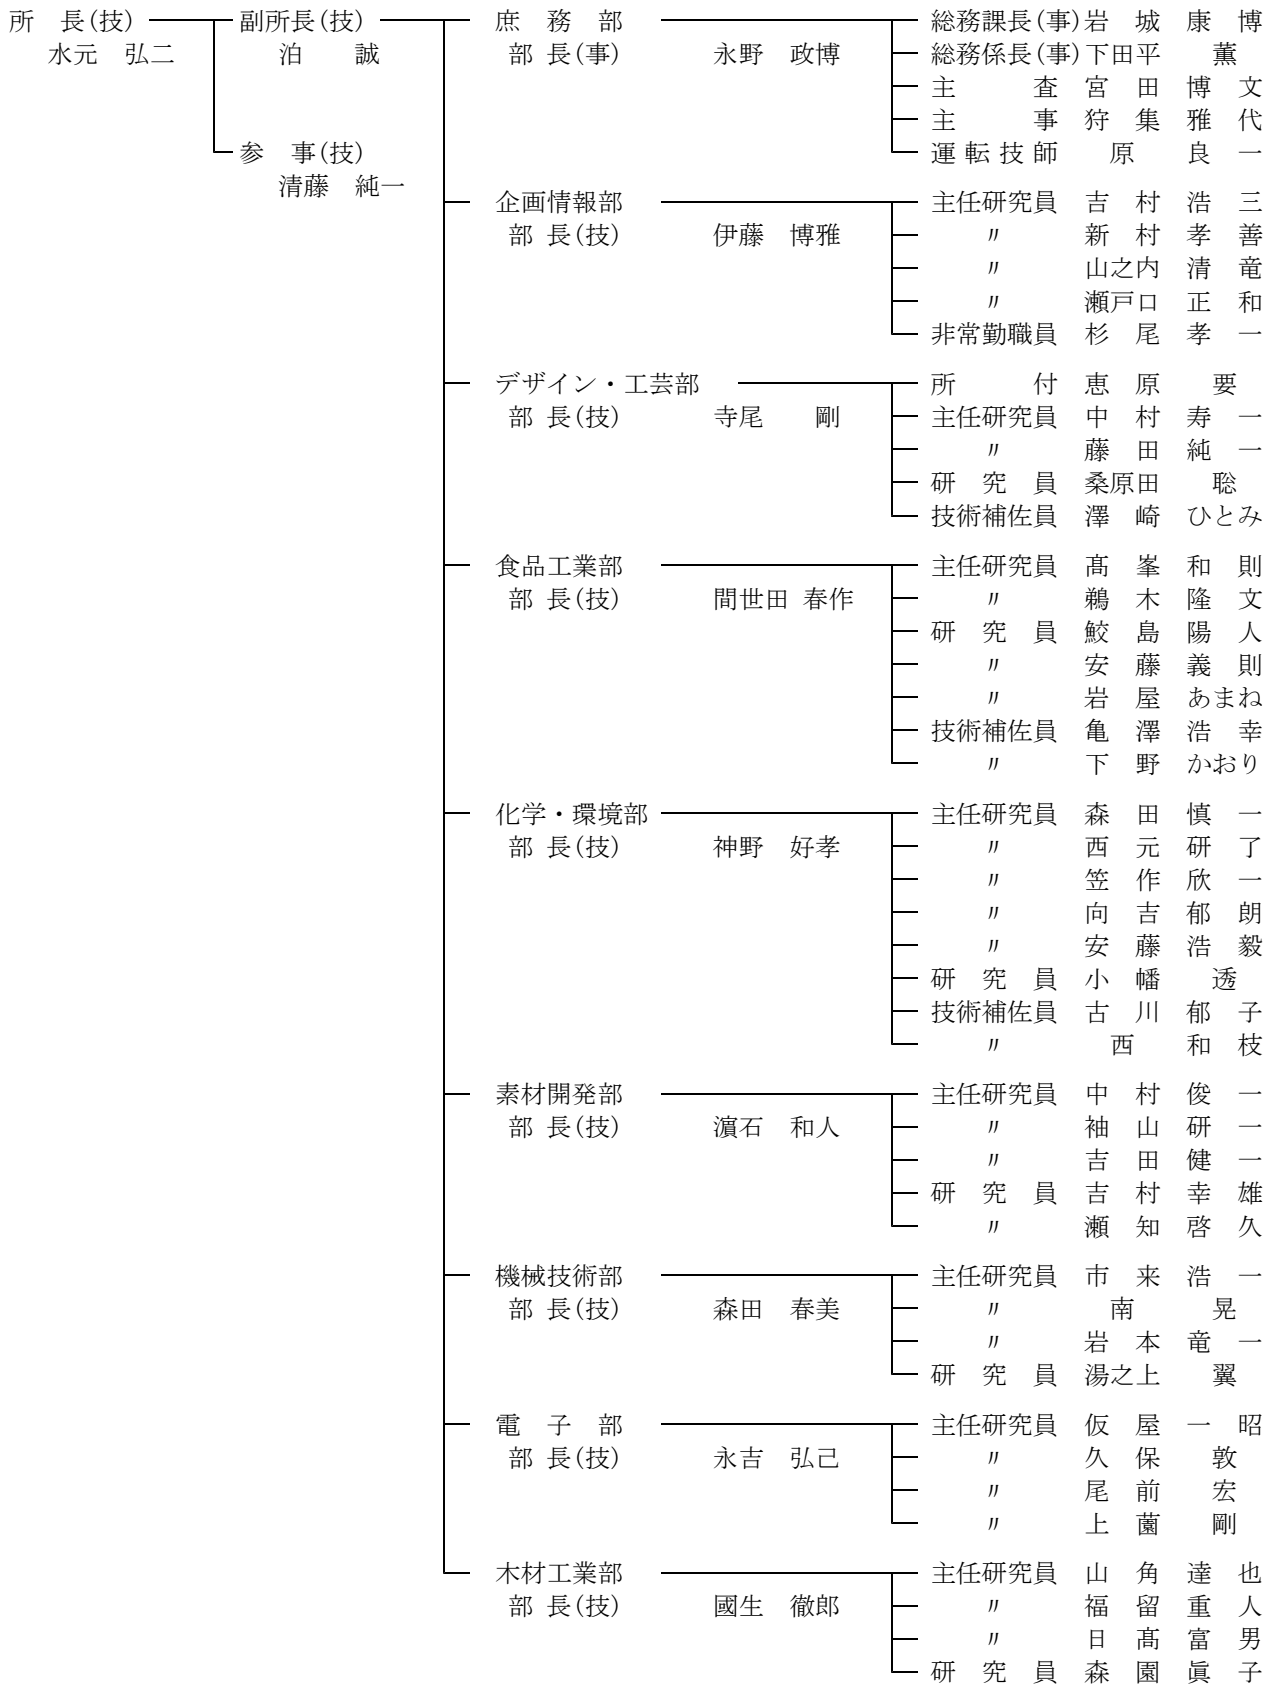 所　長(技)　副所長(技)　庶　務　部　総務課長(事)岩　城　康　博
水元　弘二　泊　　誠　部 長(事)　永野　政博　総務係長(事)下田平　　薫
主　　　査　宮　田　博　文
主　　　事　狩　集　雅　代
参　事(技)　運 転 技 師　原　　良　一
清藤　純一
企画情報部　主任研究員　吉　村　浩　三
部 長(技)　伊藤　博雅　〃　新　村　孝　善
〃　山之内　清　竜
〃　瀬戸口　正　和
非常勤職員　杉　尾　孝　一
デザイン・工芸部　所　　　付　恵　原　　要
部 長(技)　寺尾　　剛　主任研究員　中　村　寿　一
〃　藤　田　純　一
研　究　員　桑原田　　聡
技術補佐員　澤　崎　ひとみ
食品工業部　主任研究員　髙　峯　和　則
部 長(技)　間世田 春作　〃　鵜　木　隆　文
研　究　員　鮫　島　陽　人
〃　安　藤　義　則
〃　岩　屋　あまね
技術補佐員　亀　澤　浩　幸
〃　下　野　かおり
化学・環境部　主任研究員　森　田　慎　一
部 長(技)　神野　好孝　〃　西　元　研　了
〃　笠　作　欣　一
〃　向　吉　郁　朗
〃　安　藤　浩　毅
研　究　員　小　幡　　透
技術補佐員　古　川　郁　子
〃　西　　和　枝
素材開発部　主任研究員　中　村　俊　一
部 長(技)　濵石　和人　〃　袖　山　研　一
〃　吉　田　健　一
研　究　員　吉　村　幸　雄
〃　瀬　知　啓　久
機械技術部　主任研究員　市　来　浩　一
部 長(技)　森田　春美　〃　南　　　晃
〃　岩　本　竜　一
研　究　員　湯之上　　翼
電　子　部　主任研究員　仮　屋　一　昭
部 長(技)　永吉　弘己　〃　久　保　　敦
〃　尾　前　　宏
〃　上　薗　　剛
木材工業部　主任研究員　山　角　達　也
部 長(技)　國生　徹郎　〃　福　留　重　人
〃　日　髙　富　男
研　究　員　森　園　眞　子